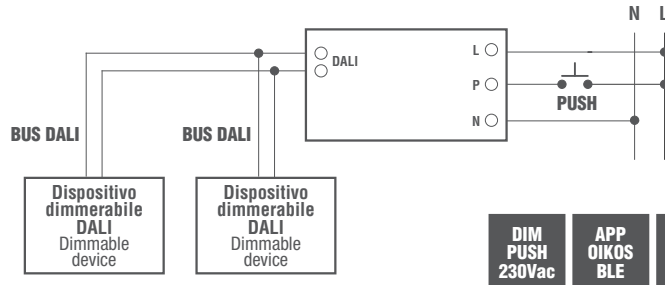 N L
DALI
L
P
N
PUSH
BUS DALI
BUS DALI
Dispositivo
dimmerabile
DALI
Dimmable
device
Dispositivo
dimmerabile
DALI
Dimmable
device
DIM
PUSH
230Vac
APP
OIKOS
BLE